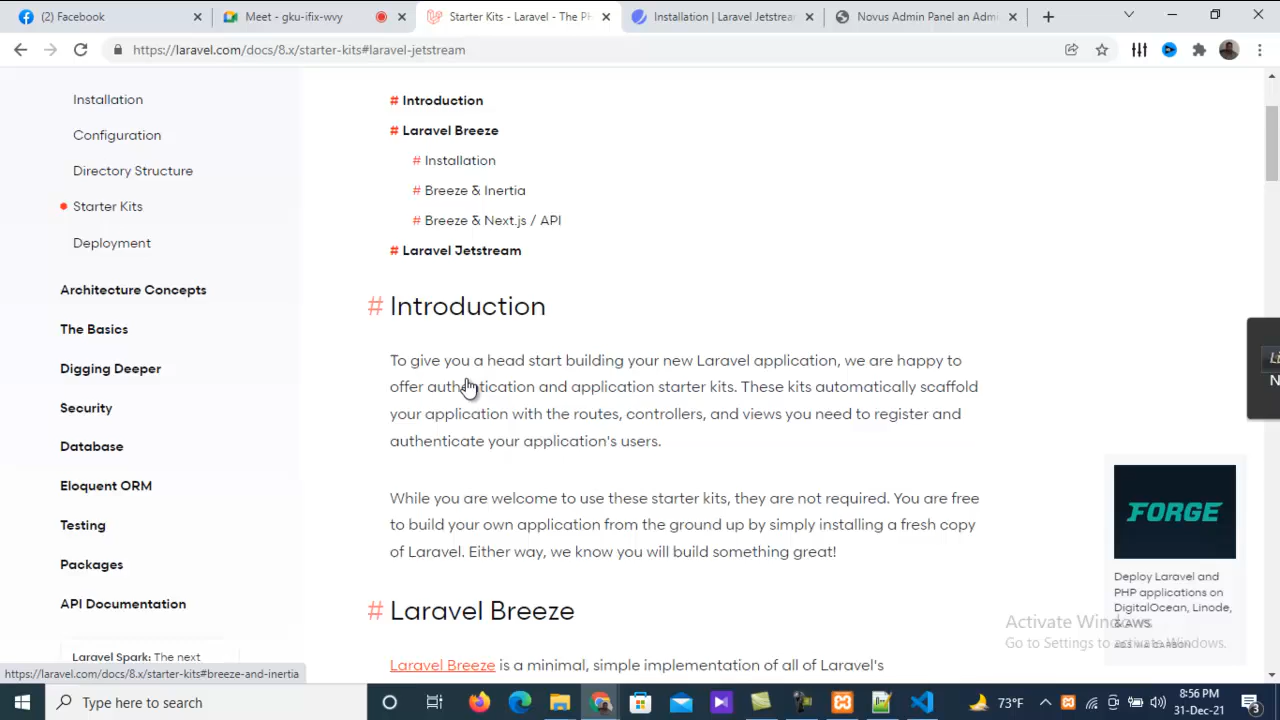 Facebook
Meet - gku-ifix-wvy
Starter Kits - Laravel - The PH
Installation | Laravel Jetstream
Novus Admin Panel an Admi
https://laravel.com/docs/8.x/starter-kits#laravel-jetstream
Installation
Configuration
Directory Structure
Starter Kits
Deployment
Architecture Concepts
The Basics
Digging Deeper
Security
Database
Eloquent ORM
Testing
Packages
API Documentation
Laravel Spark: The next
https://laravel.com/docs/8.x/starter-kits#breeze-and-inertia
# Introduction
# Laravel Breeze
# Installation
# Breeze & Inertia
# Breeze & Next.js / API
# Laravel Jetstream
# Introduction
To give you a head start building your new Laravel application, we are happy to
offer authentication and application starter kits. These kits automatically scaffold
your application with the routes, controllers, and views you need to register and
authenticate your application's users.
While you are welcome to use these starter kits, they are not required. You are free
to build your own application from the ground up by simply installing a fresh copy
of Laravel. Either way, we know you will build something great!
# Laravel Breeze
Laravel Breeze is a minimal, simple implementation of all of Laravel's
FORGE
Deploy Laravel and
PHP applications on
DigitalOcean, Linode,
& AWS.
ADS VIA CARBON
Activate Windows
Go to Settings to activate Windows.
Type here to search
73°F
8:56 PM
31-Dec-21
3